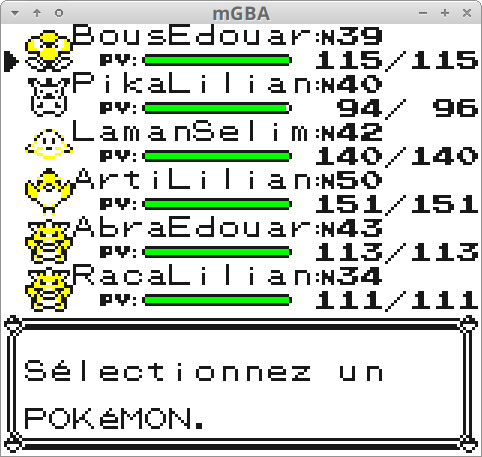 mGBA
BousEdouar:N39
PV: 115/115
PikaLilian:N40
PV: 94/ 96
LamanSelim:N42
PV: 140/140
ArtiLilian:N50
PV: 151/151
AbraEdouar:N43
PV: 113/113
RacaLilian:N34
PV: 111/111
Sélectionnez un
POKéMON.